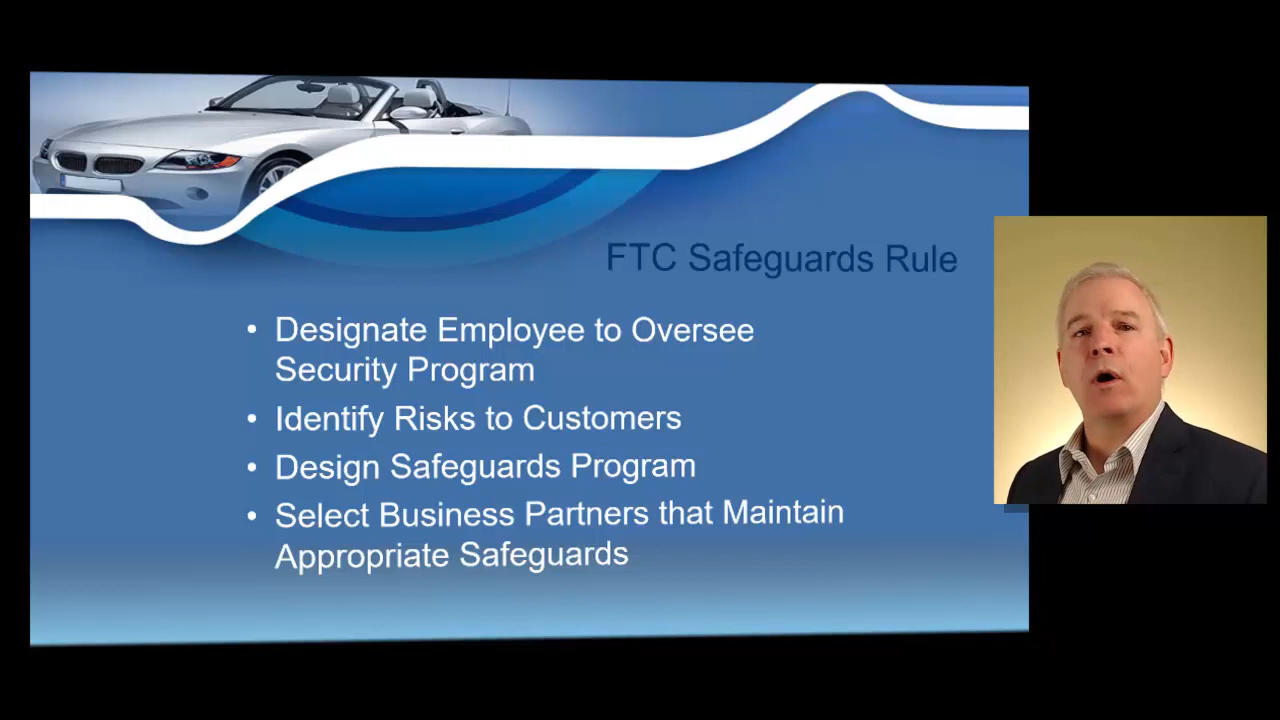 FTC Safeguards Rule
• Designate Employee to Oversee
Security Program
• Identify Risks to Customers
• Design Safeguards Program
• Select Business Partners that Maintain
Appropriate Safeguards